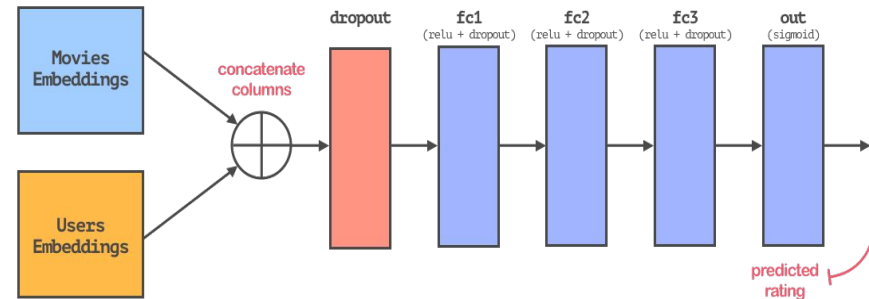 Movies
Embeddings
Users
Embeddings
concatenate
columns
dropout
fc1
(relu + dropout)
fc2
(relu + dropout)
fc3
(relu + dropout)
out
(sigmoid)
predicted
rating